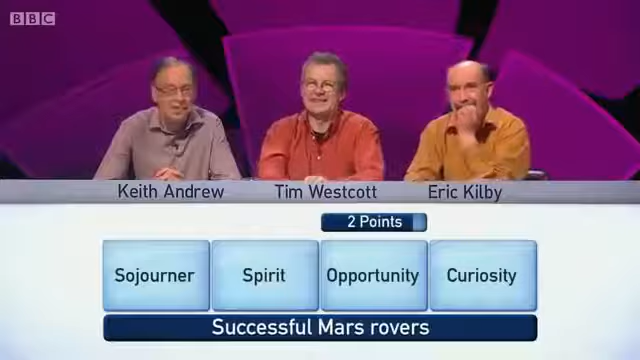 BBC
Keith Andrew Tim Westcott Eric Kilby
2 Points
Sojourner Spirit Opportunity Curiosity
Successful Mars rovers